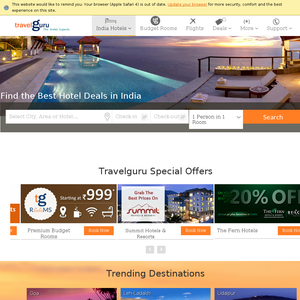 This website would like to remind you: Your browser (Apple Safari 4) is out of date. Update your browser for more security, comfort and the best experience on this site.
travelguru
India Hotels
Budget Rooms
Flights
Deals
More
Support
Find the Best Hotel Deals in India
Select City, Area or Hotel...
Check in
Check out
1 Person in 1 Room
Search
Travelguru Special Offers
tg ROOMS
Starting at ₹999
Grab The Best Prices On
summit
20% OFF
THE FERN
Premium Budget Rooms
Book Now
Summit Hotels & Resorts
Book Now
The Fern Hotels
Book Now
Trending Destinations
Goa
Leh Ladakh
Udaipur